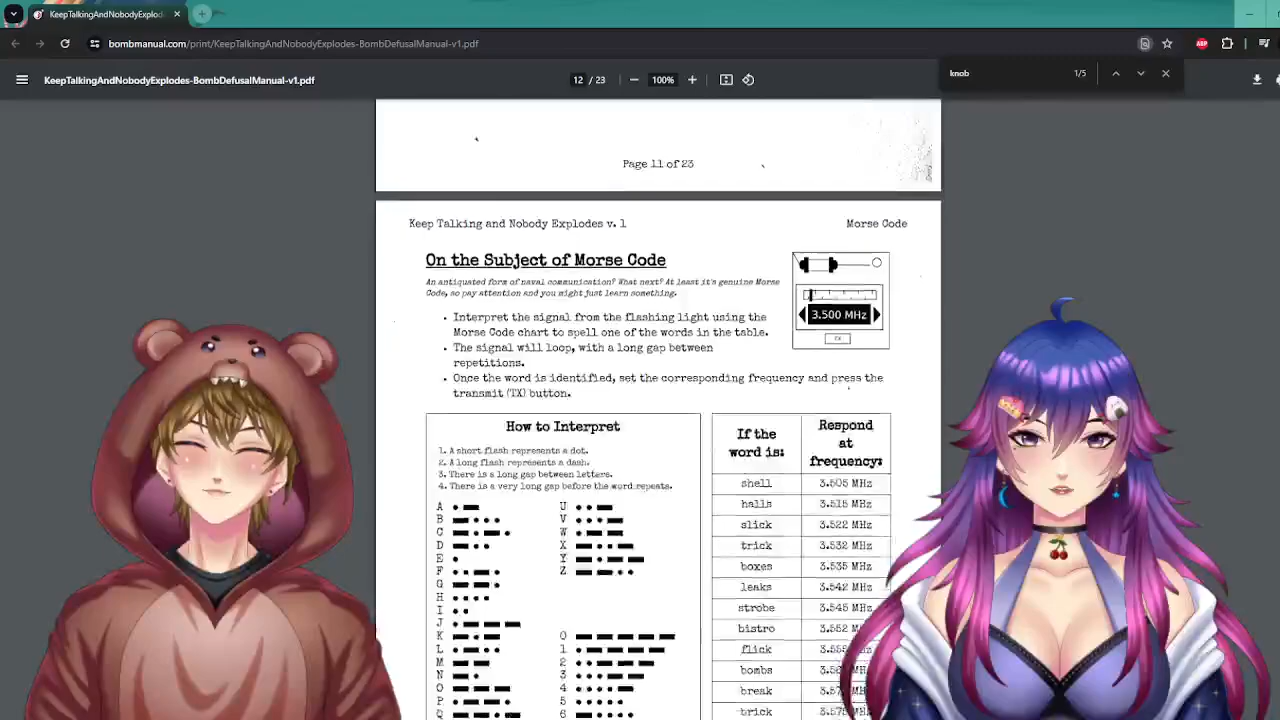 KeepTalkingAndNobodyExplod
bombmanual.com/print/KeepTalkingAndNobodyExplodes-BombDefusalManual-v1.pdf
ABP
KeepTalkingAndNobodyExplodes-BombDefusalManual-v1.pdf
12 / 23
100%
knob
1/5
Page 11 of 23
Keep Talking and Nobody Explodes v. 1
Morse Code
On the Subject of Morse Code
An antiquated form of naval communication? What next? At least it's genuine Morse
Code, so pay attention and you might just learn something.
3.500 MHz
TX
• Interpret the signal from the flashing light using the
Morse Code chart to spell one of the words in the table.
• The signal will loop, with a long gap between
repetitions.
• Once the word is identified, set the corresponding frequency and press the
transmit (TX) button.
How to Interpret
1. A short flash represents a dot.
2. A long flash represents a dash.
3. There is a long gap between letters.
4. There is a very long gap before the word repeats.
A
B
C
D
E
F
G
H
I
J
K
L
M
N
O
P
Q
U
V
W
X
Y
Z
0
1
2
3
4
5
6
If the
word is:
Respond
at
frequency:
shell 3.505 MHz
halls 3.515 MHz
slick 3.522 MHz
trick 3.532 MHz
boxes 3.535 MHz
leaks 3.542 MHz
strobe 3.545 MHz
bistro 3.552 MHz
flick
bombs
break